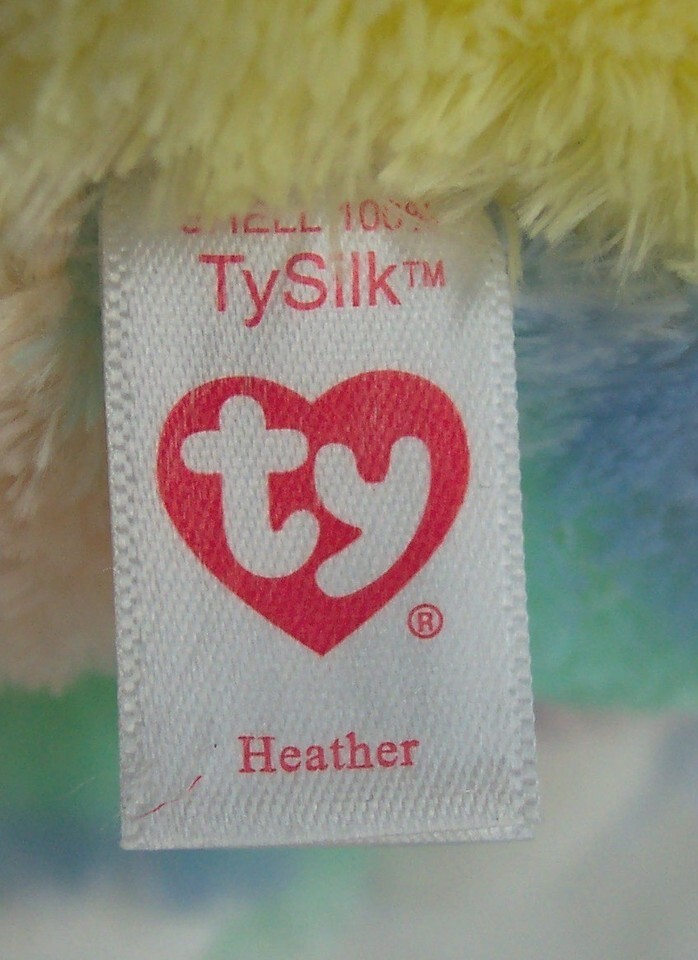 SHELL 100%
TySilk™
ty
®
Heather